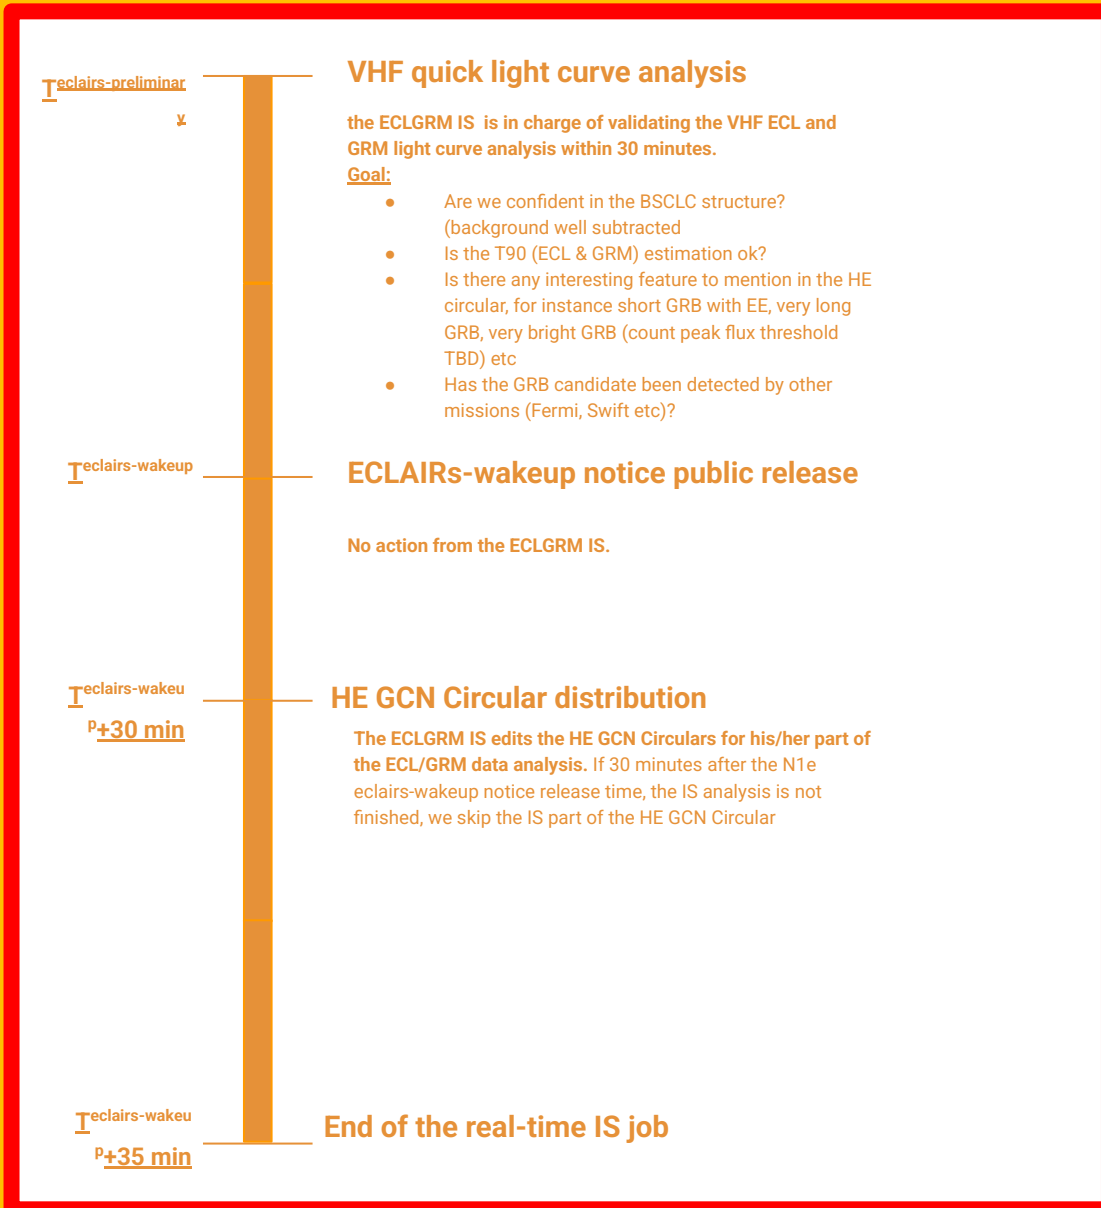 VHF quick light curve analysis
Teclairs-preliminar
y
the ECLGRM IS  is in charge of validating the VHF ECL and
GRM light curve analysis within 30 minutes.
Goal:
● Are we confident in the BSCLC structure?
(background well subtracted
● Is the T90 (ECL & GRM) estimation ok?
● Is there any interesting feature to mention in the HE
circular, for instance short GRB with EE, very long
GRB, very bright GRB (count peak flux threshold
TBD) etc
● Has the GRB candidate been detected by other
missions (Fermi, Swift etc)?
Teclairs-wakeup
ECLAIRs-wakeup notice public release
No action from the ECLGRM IS.
Teclairs-wakeu
p+30 min
HE GCN Circular distribution
The ECLGRM IS edits the HE GCN Circulars for his/her part of
the ECL/GRM data analysis. If 30 minutes after the N1e
eclairs-wakeup notice release time, the IS analysis is not
finished, we skip the IS part of the HE GCN Circular
Teclairs-wakeu
p+35 min
End of the real-time IS job